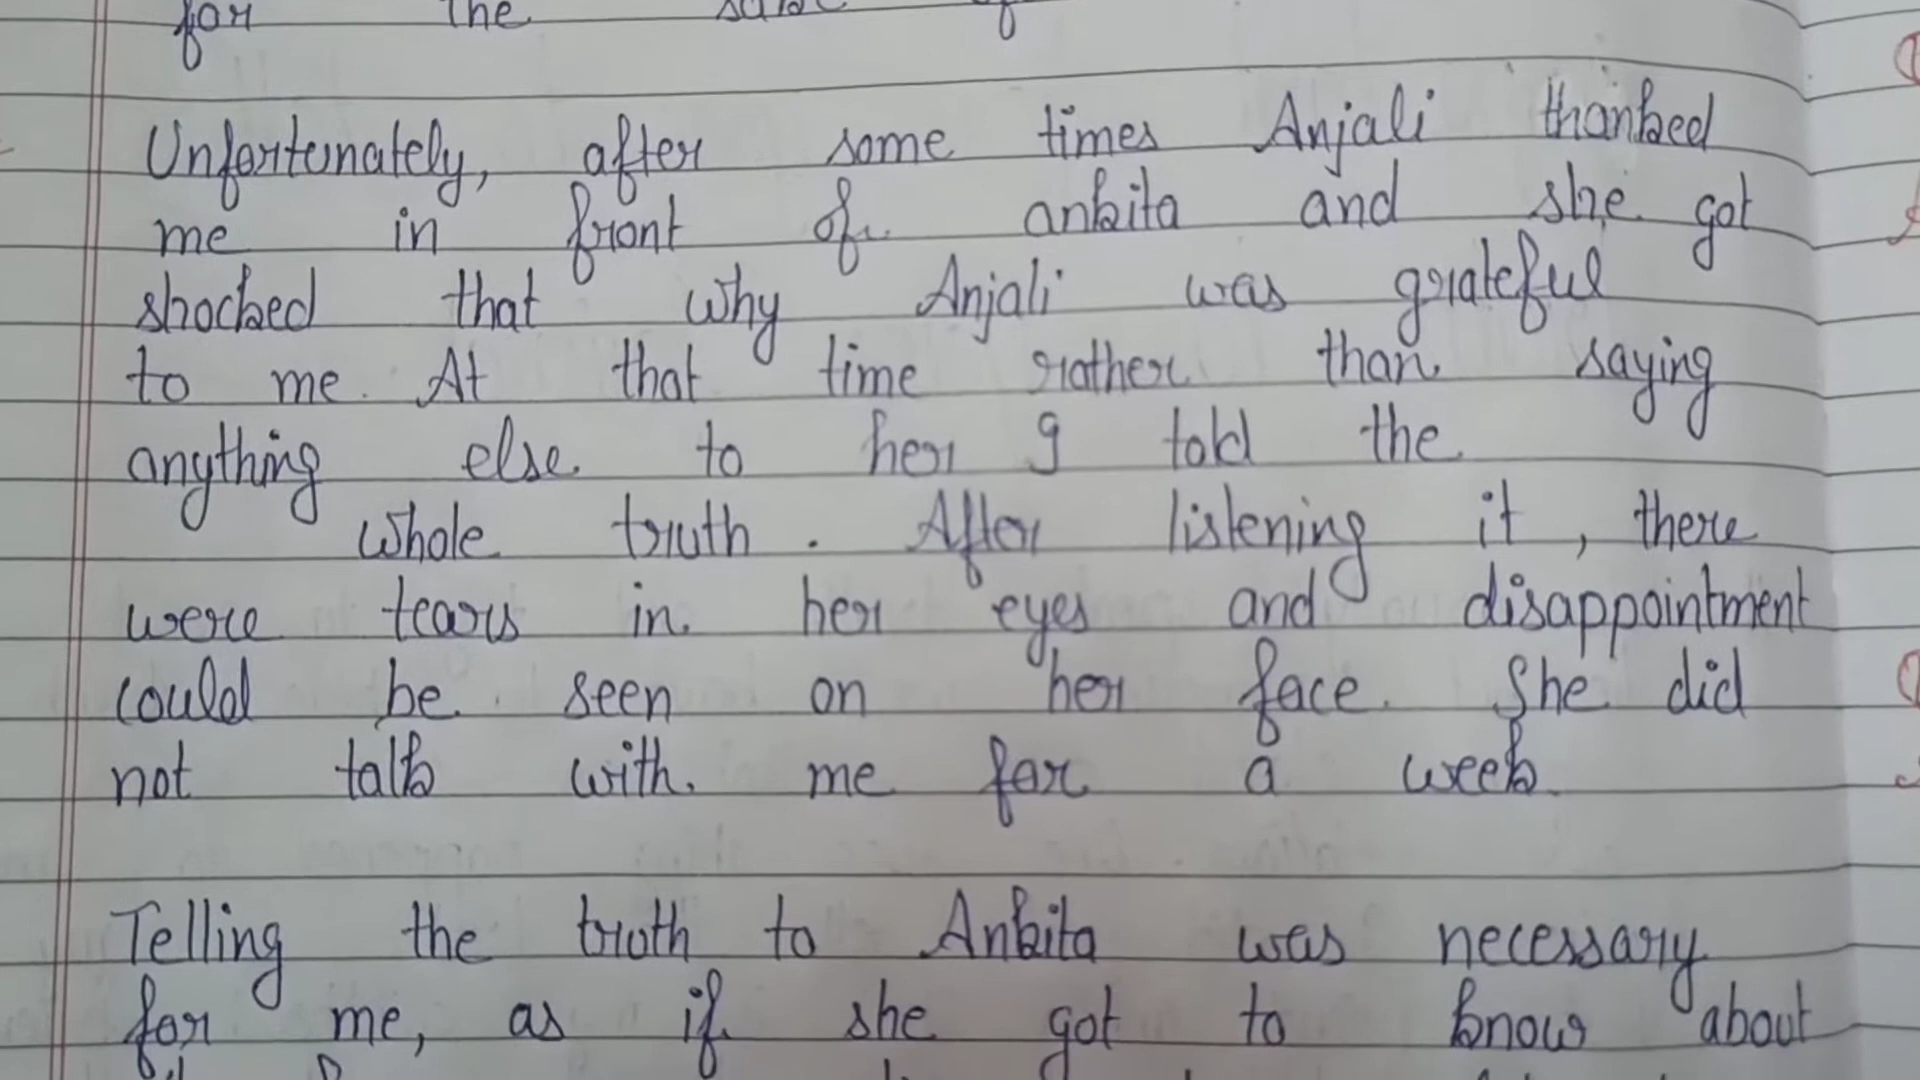 for the sake of
Unfortunately, after some times Anjali thanked
me in front of ankita and she got
shocked that why Anjali was grateful
to me. At that time rather than saying
anything else to her I told the
whole truth. After listening it, there
were tears in her eyes and disappointment
could be seen on her face. She did
not talk with me for a week.
Telling the truth to Ankita was necessary
for me, as if she got to know about